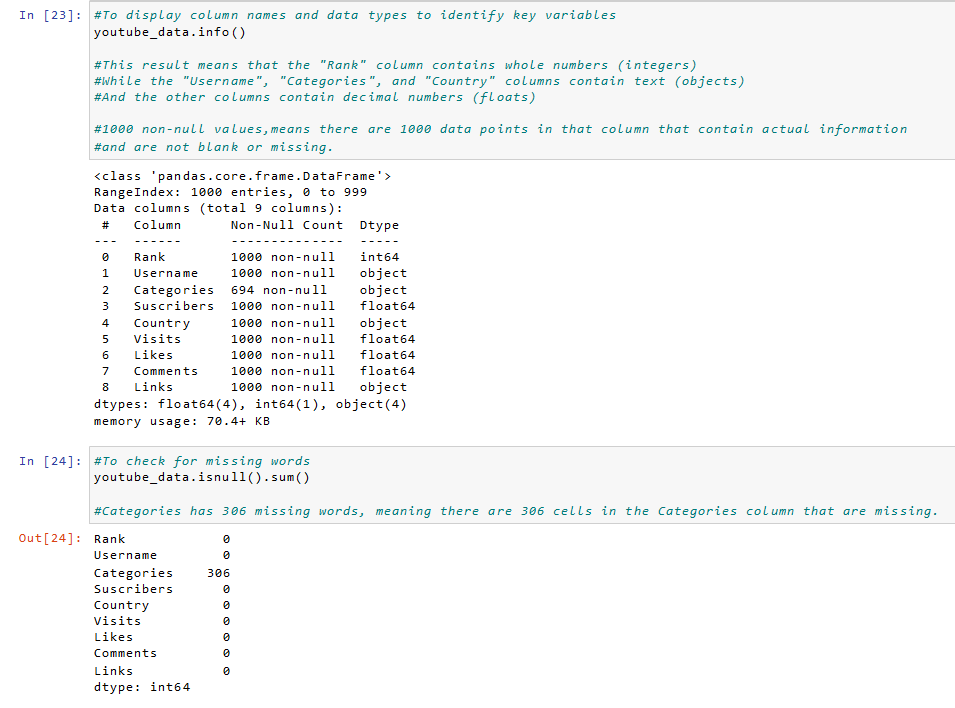 In [23]: #To display column names and data types to identify key variables
youtube_data.info()
#This result means that the "Rank" column contains whole numbers (integers)
#While the "Username", "Categories", and "Country" columns contain text (objects)
#And the other columns contain decimal numbers (floats)
#1000 non-null values,means there are 1000 data points in that column that contain actual information
#and are not blank or missing.
<class 'pandas.core.frame.DataFrame'>
RangeIndex: 1000 entries, 0 to 999
Data columns (total 9 columns):
 #   Column      Non-Null Count  Dtype
---  ------      --------------  -----
 0   Rank        1000 non-null   int64
 1   Username    1000 non-null   object
 2   Categories  694 non-null    object
 3   Suscribers  1000 non-null   float64
 4   Country     1000 non-null   object
 5   Visits      1000 non-null   float64
 6   Likes       1000 non-null   float64
 7   Comments    1000 non-null   float64
 8   Links       1000 non-null   object
dtypes: float64(4), int64(1), object(4)
memory usage: 70.4+ KB
In [24]: #To check for missing words
youtube_data.isnull().sum()
#Categories has 306 missing words, meaning there are 306 cells in the Categories column that are missing.
Out[24]: Rank            0
Username        0
Categories    306
Suscribers      0
Country         0
Visits          0
Likes           0
Comments        0
Links           0
dtype: int64